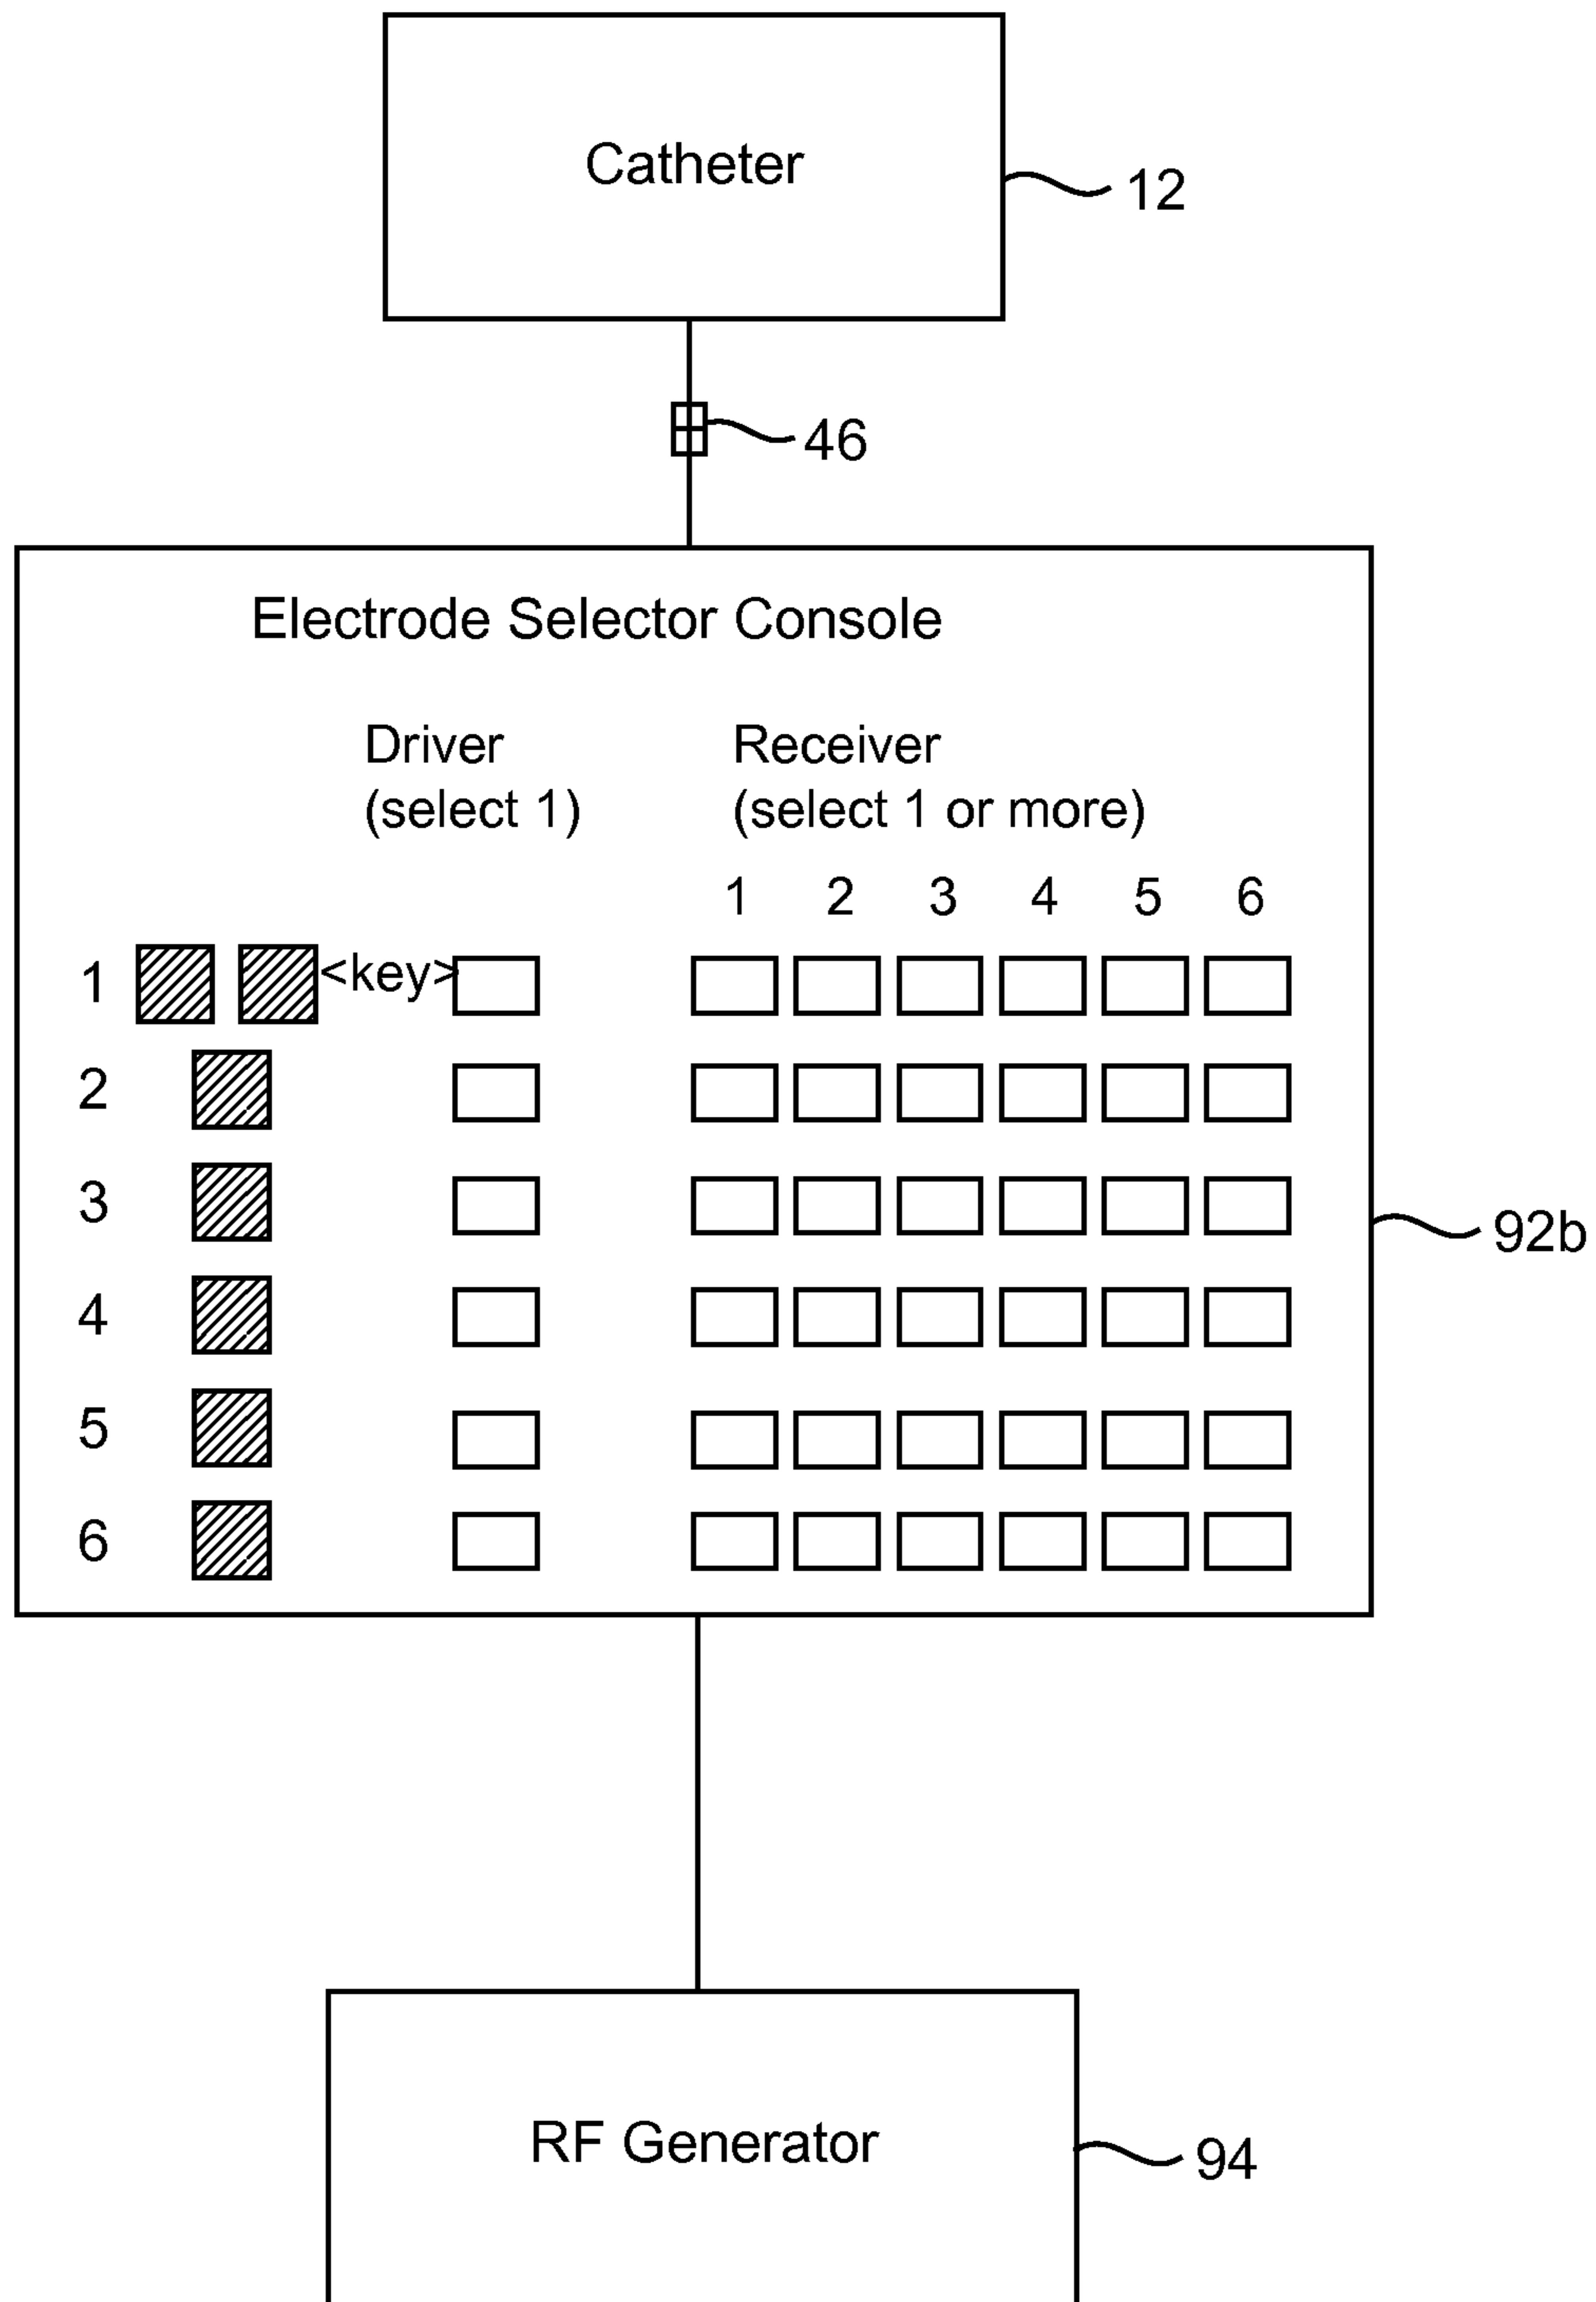 Catheter
12
46
Electrode Selector Console
Driver
(select 1)
Receiver
(select 1 or more)
1 2 3 4 5 6
1 <key>
2
3
92b
4
5
6
RF Generator
94